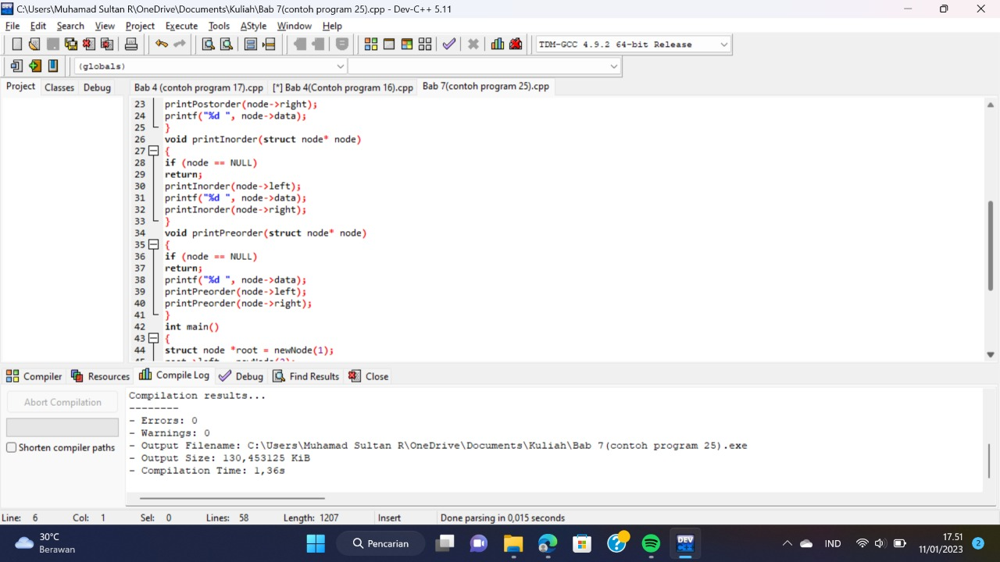 C:\Users\Muhamad Sultan R\OneDrive\Documents\Kuliah\Bab 7(contoh program 25).cpp - Dev-C++ 5.11
File Edit Search View Project Execute Tools AStyle Window Help
TDM-GCC 4.9.2 64-bit Release
(globals)
Project Classes Debug Bab 4 (contoh program 17).cpp [*] Bab 4(Contoh program 16).cpp Bab 7(contoh program 25).cpp
23 printPostorder(node->right);
24 printf("%d ", node->data);
25 }
26 void printInorder(struct node* node)
27 {
28 if (node == NULL)
29 return;
30 printInorder(node->left);
31 printf("%d ", node->data);
32 printInorder(node->right);
33 }
34 void printPreorder(struct node* node)
35 {
36 if (node == NULL)
37 return;
38 printf("%d ", node->data);
39 printPreorder(node->left);
40 printPreorder(node->right);
41 }
42 int main()
43 {
44 struct node *root = newNode(1);
Compiler Resources Compile Log Debug Find Results Close
Abort Compilation
Shorten compiler paths
Compilation results...
--------
- Errors: 0
- Warnings: 0
- Output Filename: C:\Users\Muhamad Sultan R\OneDrive\Documents\Kuliah\Bab 7(contoh program 25).exe
- Output Size: 130,453125 KiB
- Compilation Time: 1,36s
Line: 6 Col: 1 Sel: 0 Lines: 58 Length: 1207 Insert Done parsing in 0,015 seconds
30°C
Berawan
Pencarian
DEV C++
IND
17.51
11/01/2023
2